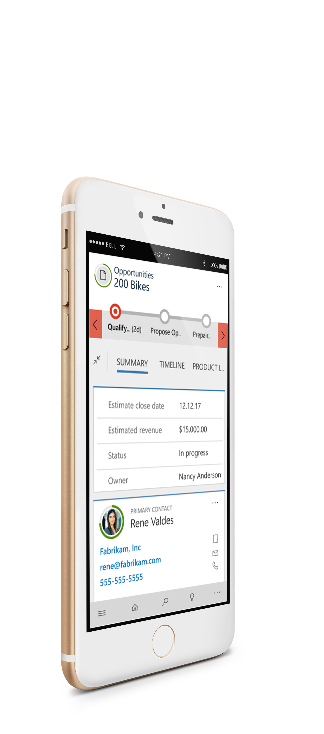 BELL
Opportunities
200 Bikes
Qualify.. (2d) Propose Op.. Prepar..
SUMMARY TIMELINE PRODUCT L..
Estimate close date 12.12.17
Estimated revenue $15,000.00
Status In progress
Owner Nancy Anderson
PRIMARY CONTACT
Rene Valdes
Fabrikam, Inc
rene@fabrikam.com
555-555-5555